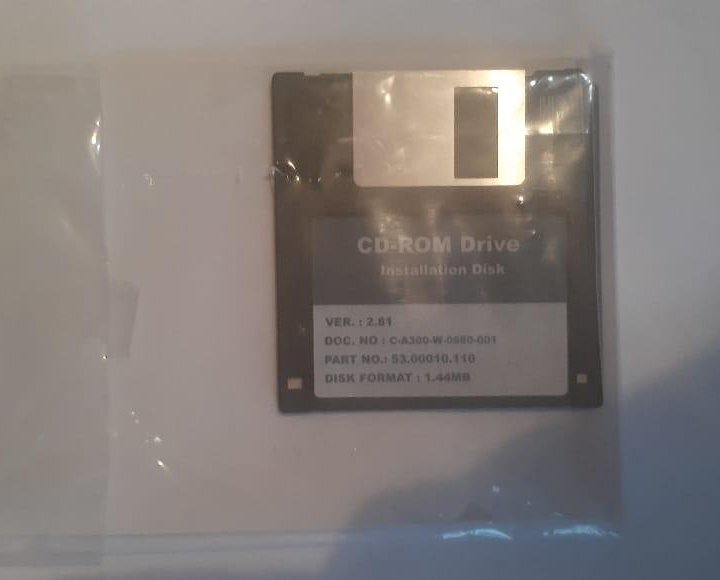 CD-ROM Drive
Installation Disk
VER. : 2.81
DOC. NO : C-A300-W-0680-001
PART NO.: 53.00010.110
DISK FORMAT : 1.44MB